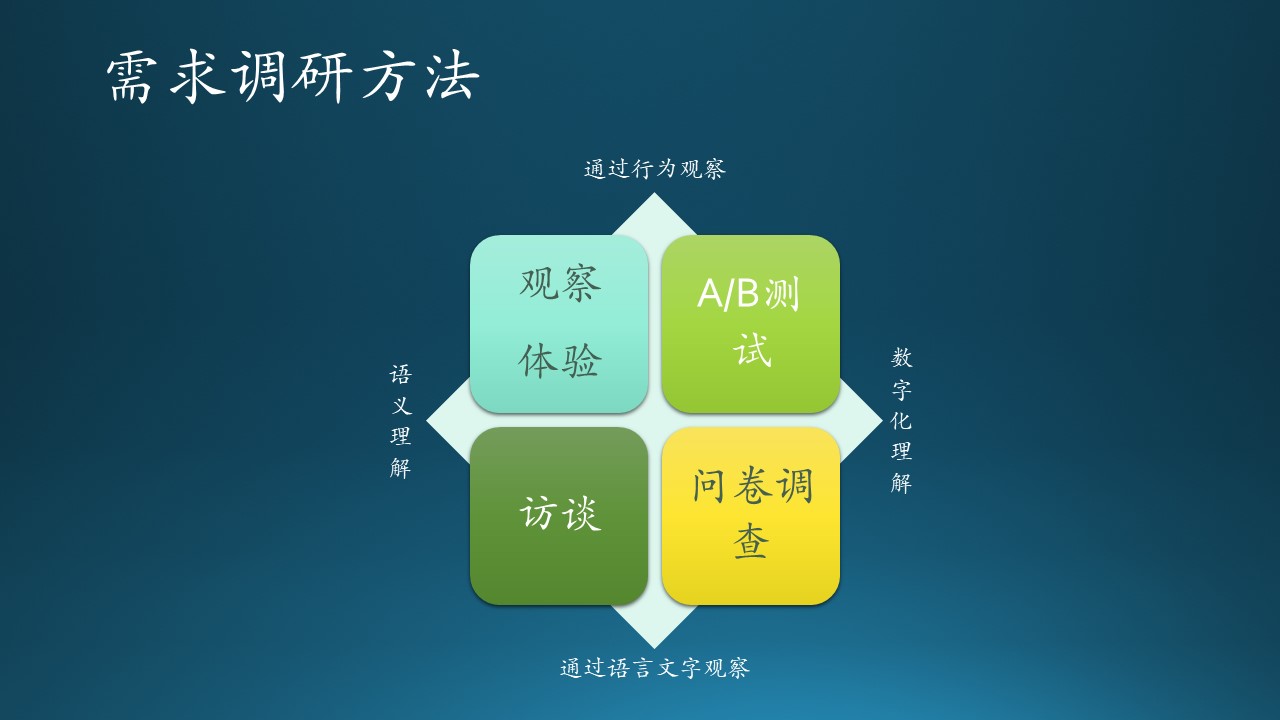 需求调研方法
通过行为观察
观察
体验
A/B测
试
语
义
理
解
数
字
化
理
解
访谈
问卷调
查
通过语言文字观察